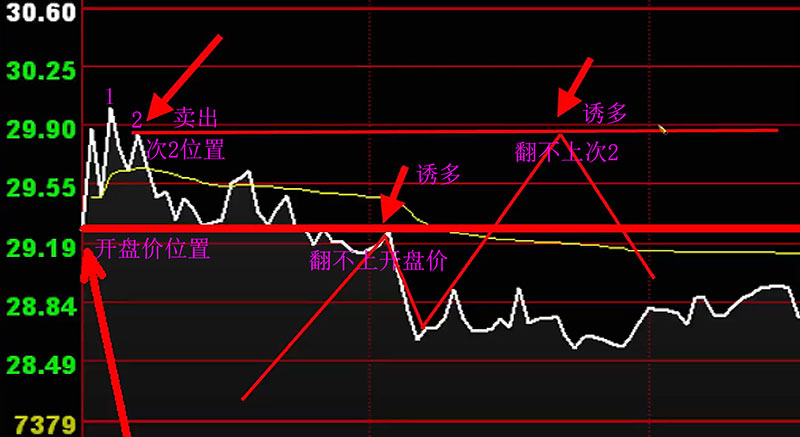 30.60
30.25
1
诱多
29.90
2 卖出
次2位置
翻不上次2
诱多
29.55
29.19
开盘价位置
翻不上开盘价
28.84
28.49
7379